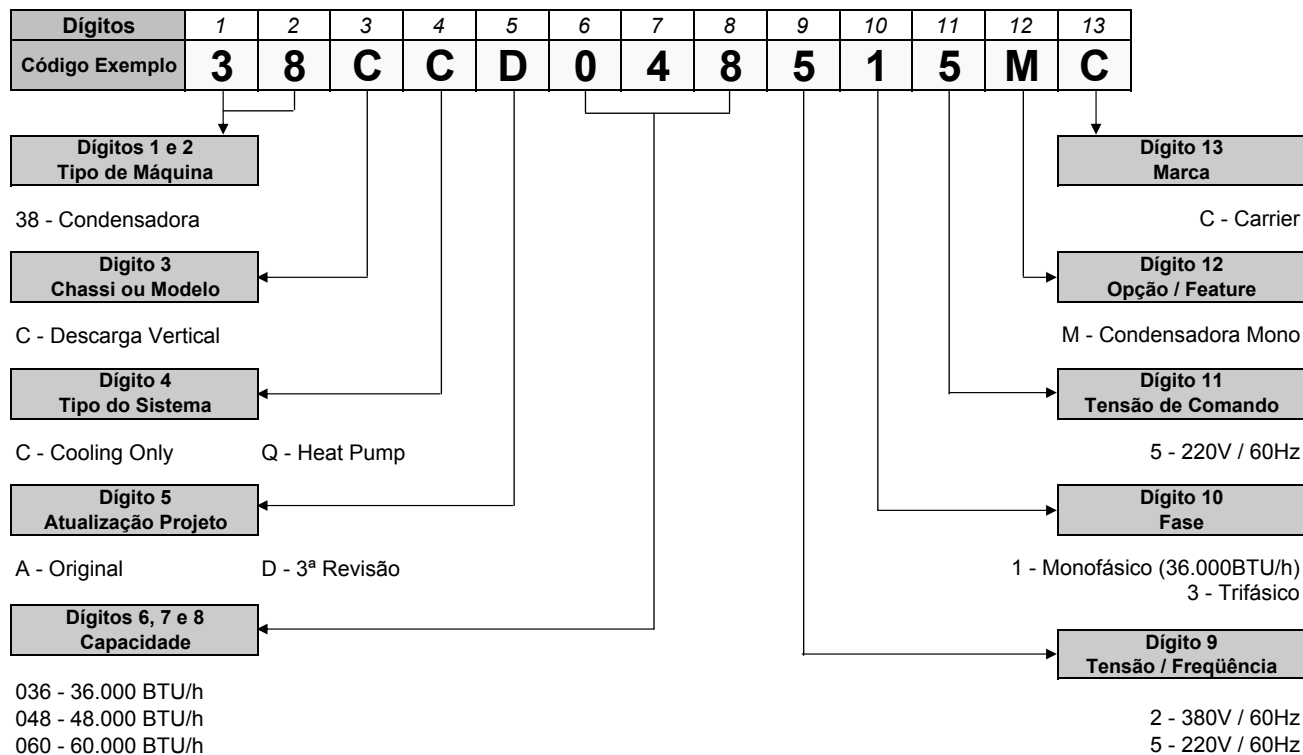 Dígitos 1 2 3 4 5 6 7 8 9 10 11 12 13
Código Exemplo 3 8 C C D 0 4 8 5 1 5 M C
Dígitos 1 e 2
Tipo de Máquina
38 - Condensadora
Digito 3
Chassi ou Modelo
C - Descarga Vertical
Dígito 4
Tipo do Sistema
C - Cooling Only Q - Heat Pump
Dígito 5
Atualização Projeto
A - Original D - 3ª Revisão
Dígitos 6, 7 e 8
Capacidade
036 - 36.000 BTU/h
048 - 48.000 BTU/h
060 - 60.000 BTU/h
Dígito 13
Marca
C - Carrier
Dígito 12
Opção / Feature
M - Condensadora Mono
Dígito 11
Tensão de Comando
5 - 220V / 60Hz
Dígito 10
Fase
1 - Monofásico (36.000BTU/h)
3 - Trifásico
Dígito 9
Tensão / Freqüência
2 - 380V / 60Hz
5 - 220V / 60Hz